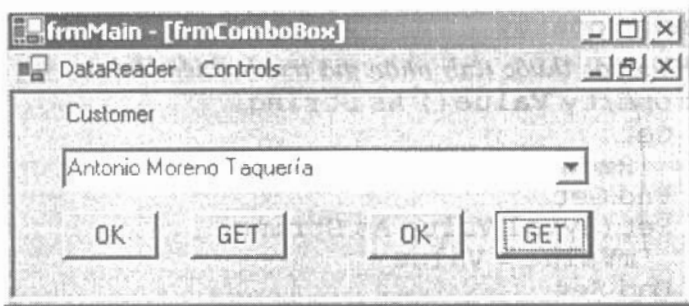 frmMain - [frmComboBox]
DataReader Controls
Customer
Antonio Moreno Taquería
OK GET OK GET